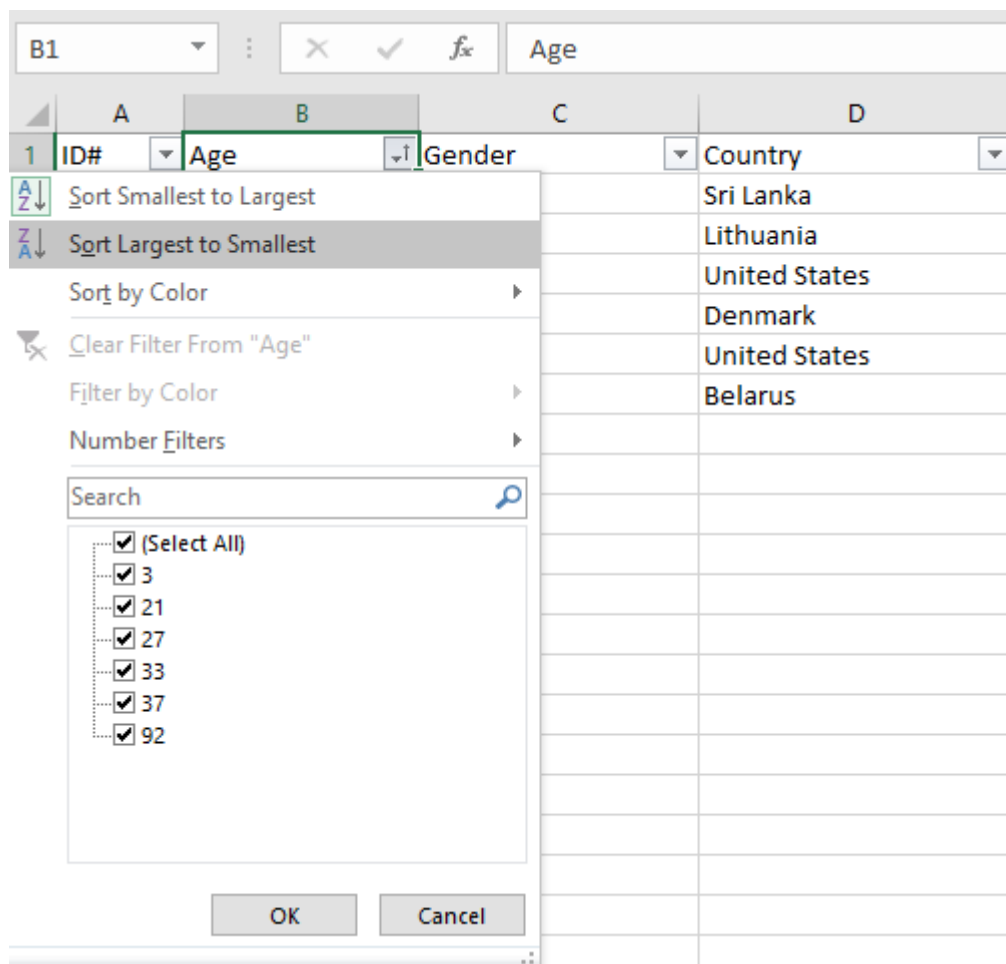 B1 fx Age
A B C D
1 ID# Age Gender Country
Sort Smallest to Largest Sri Lanka
Sort Largest to Smallest Lithuania
Sort by Color United States
Clear Filter From "Age" Denmark
Filter by Color United States
Belarus
Number Filters
Search
(Select All)
3
21
27
33
37
92
OK Cancel